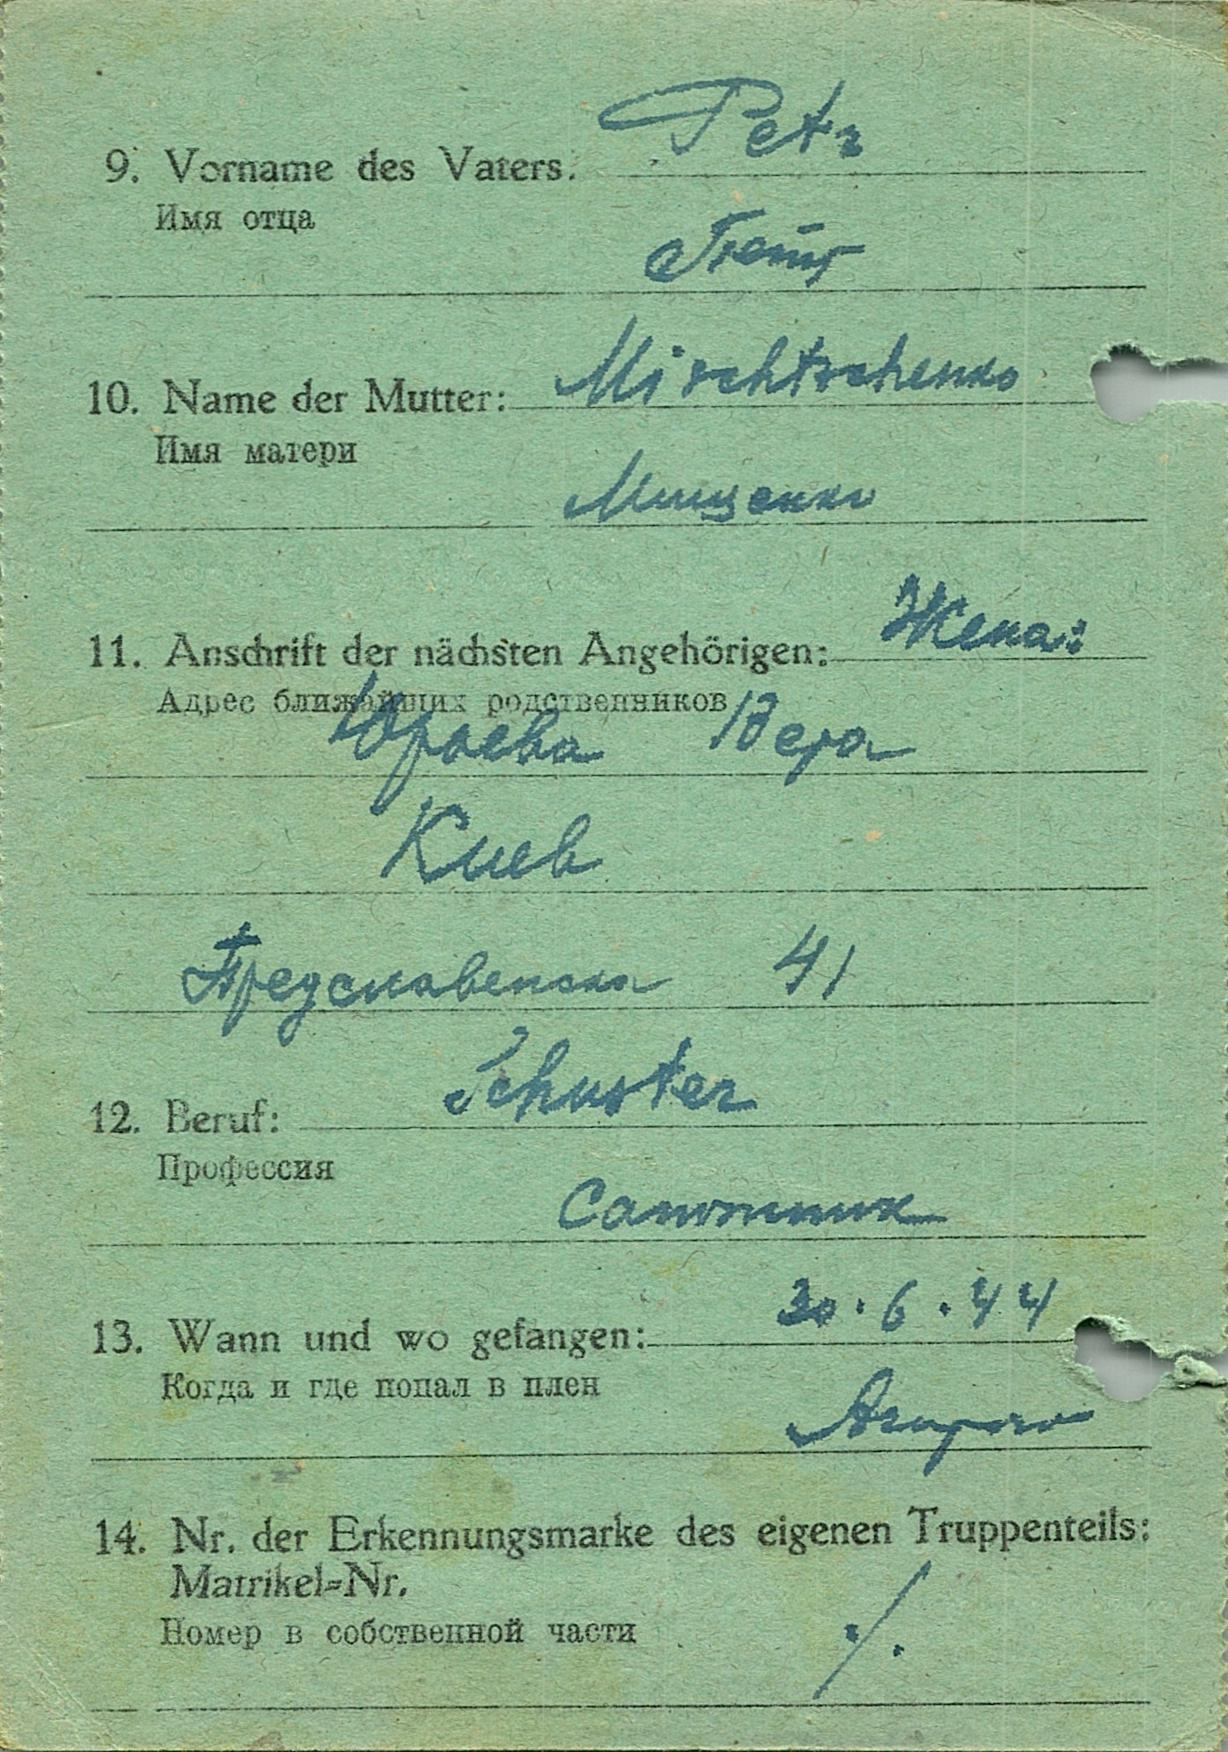 9. Vorname des Vaters: Petr
Имя отца
Петр
10. Name der Mutter: Mischtschenko
Имя матери
Мищенко
11. Anschrift der nächsten Angehörigen: Жена:
Адрес ближайших родственников
Юраева Вера
Киев
41
12. Beruf: Schuster
Профессия
Сапожник
13. Wann und wo gefangen: 30.6.44
Когда и где попал в плен
14. Nr. der Erkennungsmarke des eigenen Truppenteils:
Matrikel=Nr.
Номер в собственной части
·/.